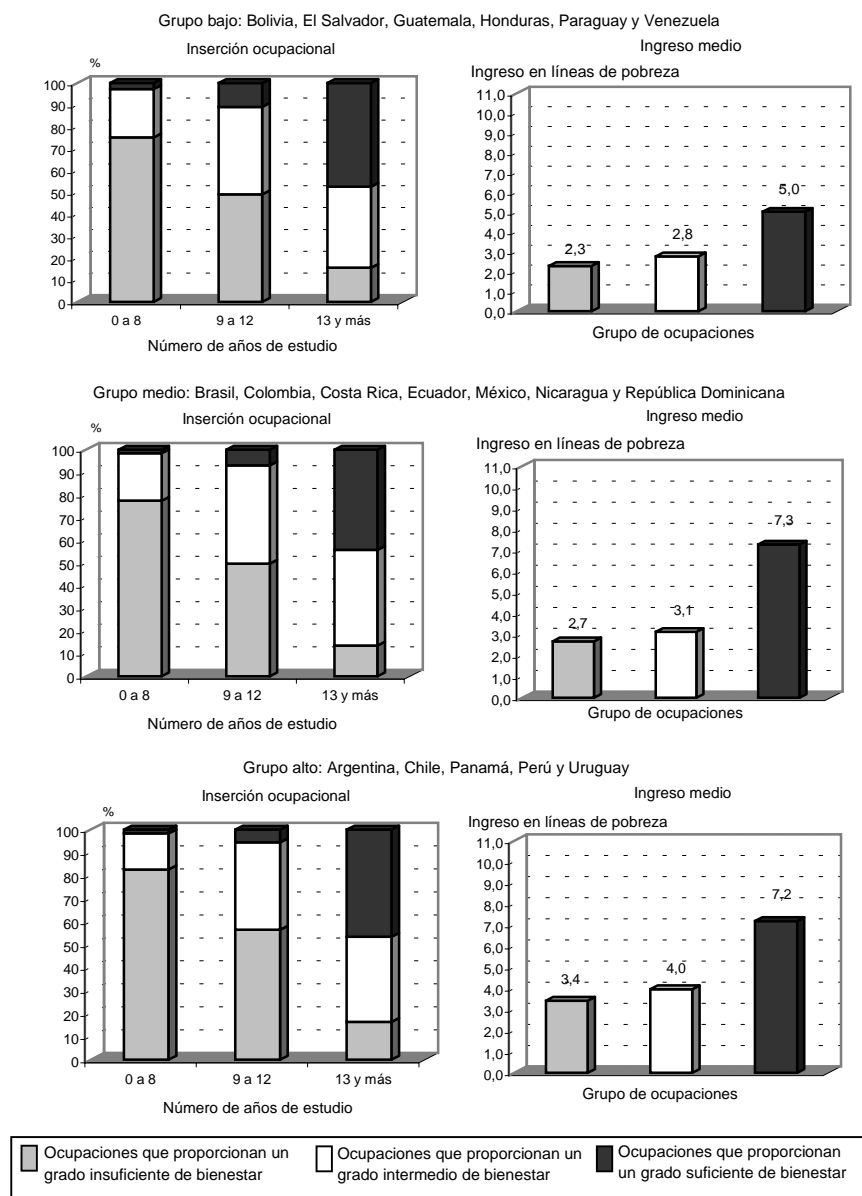 Grupo bajo: Bolivia, El Salvador, Guatemala, Honduras, Paraguay y Venezuela
Inserción ocupacional
%
100
90
80
70
60
50
40
30
20
10
0
0 a 8
9 a 12
13 y más
Número de años de estudio
Ingreso medio
Ingreso en líneas de pobreza
11,0
10,0
9,0
8,0
7,0
6,0
5,0
4,0
3,0
2,0
1,0
0,0
2,3
2,8
5,0
Grupo de ocupaciones
Grupo medio: Brasil, Colombia, Costa Rica, Ecuador, México, Nicaragua y República Dominicana
Inserción ocupacional
%
100
90
80
70
60
50
40
30
20
10
0
0 a 8
9 a 12
13 y más
Número de años de estudio
Ingreso medio
Ingreso en líneas de pobreza
11,0
10,0
9,0
8,0
7,0
6,0
5,0
4,0
3,0
2,0
1,0
0,0
2,7
3,1
7,3
Grupo de ocupaciones
Grupo alto: Argentina, Chile, Panamá, Perú y Uruguay
Inserción ocupacional
%
100
90
80
70
60
50
40
30
20
10
0
0 a 8
9 a 12
13 y más
Número de años de estudio
Ingreso medio
Ingreso en líneas de pobreza
11,0
10,0
9,0
8,0
7,0
6,0
5,0
4,0
3,0
2,0
1,0
0,0
3,4
4,0
7,2
Grupo de ocupaciones
Ocupaciones que proporcionan un
grado insuficiente de bienestar
Ocupaciones que proporcionan un
grado intermedio de bienestar
Ocupaciones que proporcionan
un grado suficiente de bienestar